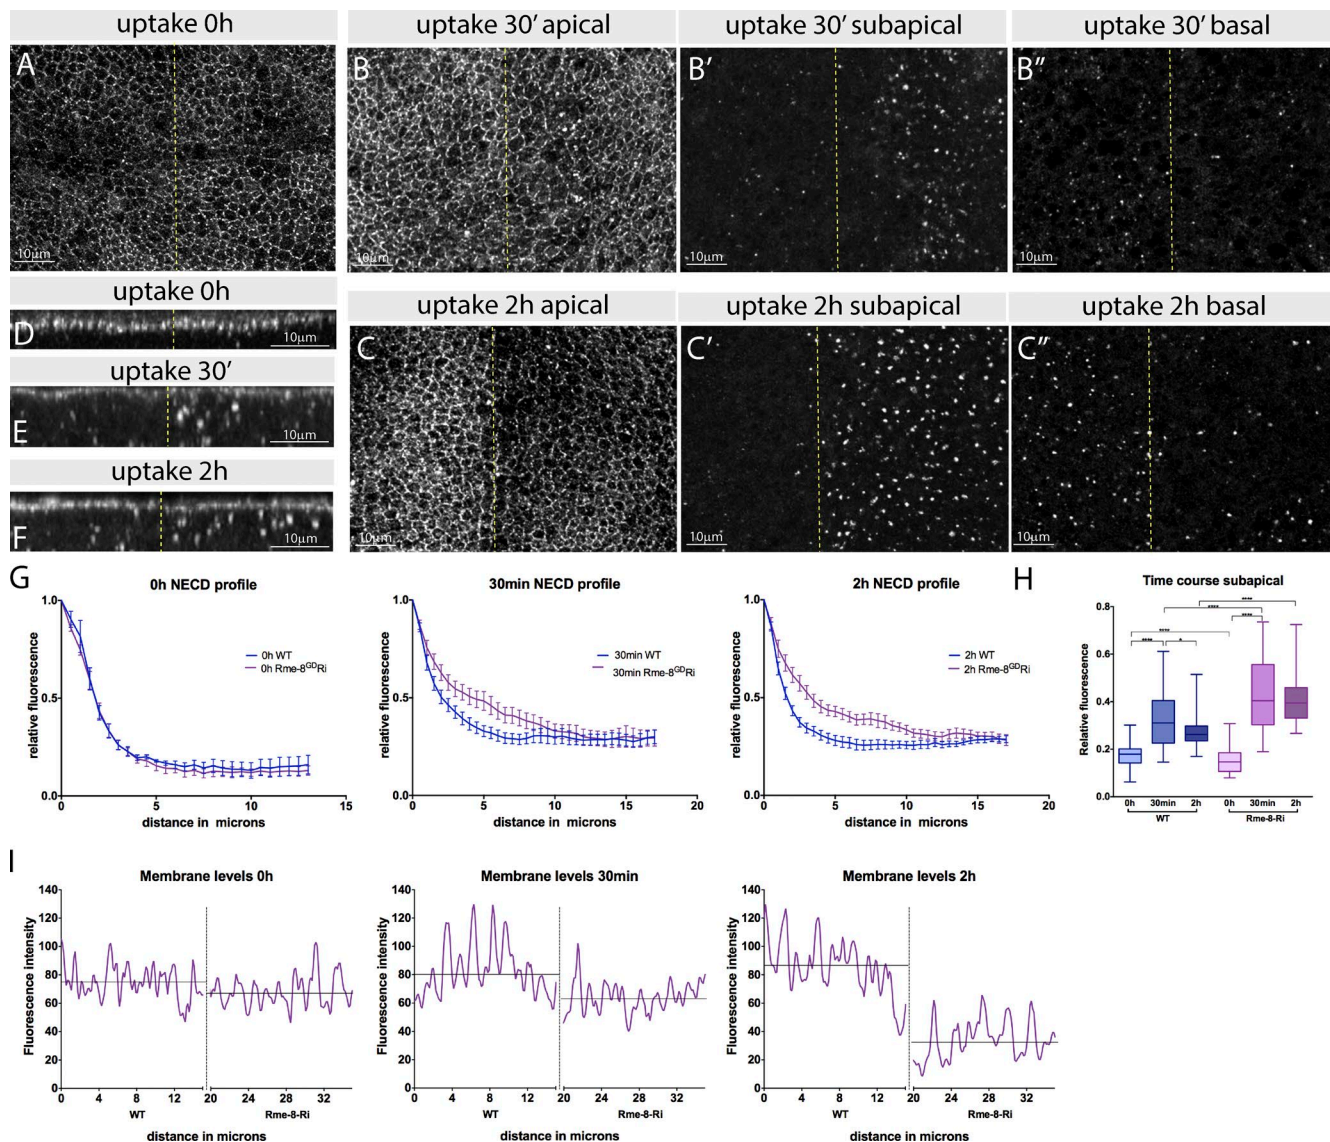 uptake 0h
uptake 30′ apical
uptake 30′ subapical
uptake 30′ basal
A
B
B′
B″
10µm
10µm
10µm
10µm
uptake 0h
uptake 2h apical
uptake 2h subapical
uptake 2h basal
D
10µm
uptake 30′
E
10µm
uptake 2h
F
10µm
C
C′
C″
10µm
10µm
10µm
G
0h NECD profile
relative fluorescence
1.0
0.5
0.0
0h WT
0h Rme-8GDRi
0 5 10 15
distance in microns
30min NECD profile
relative fluorescence
1.0
0.5
0.0
30min WT
30min Rme-8GDRi
0 5 10 15 20
distance in microns
2h NECD profile
relative fluorescence
1.0
0.5
0.0
2h WT
2h Rme-8GDRi
0 5 10 15 20
distance in microns
H
Time course subapical
Relative fluorescence
0.8
0.6
0.4
0.2
0.0
****
****
****
****
**** *
0h 30min 2h 0h 30min 2h
WT Rme-8-Ri
I
Membrane levels 0h
Fluorescence intensity
140
120
100
80
60
40
20
0
0 4 8 12 20 28 32
WT Rme-8-Ri
distance in microns
Membrane levels 30min
Fluorescence intensity
140
120
100
80
60
40
20
0
0 4 8 12 20 24 28 32
WT Rme-8-Ri
distance in microns
Membrane levels 2h
Fluorescence intensity
140
120
100
80
60
40
20
0
0 4 8 12 20 24 28 32
WT Rme-8-Ri
distance in microns